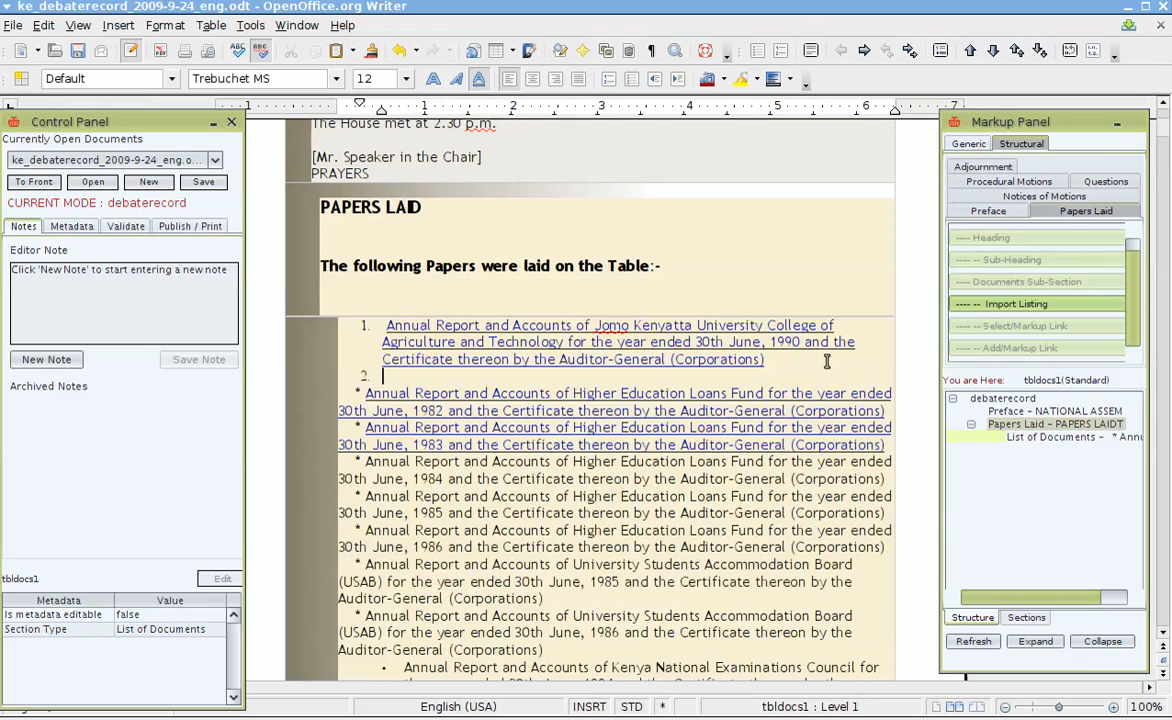 ke_debaterecord_2009-9-24 eng.odt - OpenOffice.org Writer
File Edit View Insert Format Table Tools Window Help
Default Trebuchet MS 12
1 1 2 3 4 5 6 7
Control Panel
Currently Open Documents
ke_debaterecord_2009-9-24_eng.o...
To Front Open New Save
CURRENT MODE : debaterecord
Notes Metadata Validate Publish / Print
Editor Note
Click 'New Note' to start entering a new note
New Note Save Note
Archived Notes
tbldocs1 Edit
Metadata Value
Is metadata editable false
Section Type List of Documents
The House met at 2.30 p.m.
[Mr. Speaker in the Chair]
PRAYERS
PAPERS LAID
The following Papers were laid on the Table:-
1. Annual Report and Accounts of Jomo Kenyatta University College of
Agriculture and Technology for the year ended 30th June, 1990 and the
Certificate thereon by the Auditor-General (Corporations)
2.
* Annual Report and Accounts of Higher Education Loans Fund for the year ended
30th June, 1982 and the Certificate thereon by the Auditor-General (Corporations)
* Annual Report and Accounts of Higher Education Loans Fund for the year ended
30th June, 1983 and the Certificate thereon by the Auditor-General (Corporations)
* Annual Report and Accounts of Higher Education Loans Fund for the year ended
30th June, 1984 and the Certificate thereon by the Auditor-General (Corporations)
* Annual Report and Accounts of Higher Education Loans Fund for the year ended
30th June, 1985 and the Certificate thereon by the Auditor-General (Corporations)
* Annual Report and Accounts of Higher Education Loans Fund for the year ended
30th June, 1986 and the Certificate thereon by the Auditor-General (Corporations)
* Annual Report and Accounts of University Students Accommodation Board
(USAB) for the year ended 30th June, 1985 and the Certificate thereon by the
Auditor-General (Corporations)
* Annual Report and Accounts of University Students Accommodation Board
(USAB) for the year ended 30th June, 1986 and the Certificate thereon by the
Auditor-General (Corporations)
• Annual Report and Accounts of Kenya National Examinations Council for
Markup Panel
Generic Structural
Adjournment
Procedural Motions Questions
Notices of Motions
Preface Papers Laid
---- Heading
---- -- Sub-Heading
---- Documents Sub-Section
---- -- Import Listing
---- -- Select/Markup Link
---- -- Add/Markup Link
You are Here: tbldocs1(Standard)
debaterecord
Preface - NATIONAL ASSEM
Papers Laid - PAPERS LAIDT
List of Documents - * Annu
Structure Sections
Refresh Expand Collapse
English (USA) INSRT STD * tbldocs1 : Level 1 100%